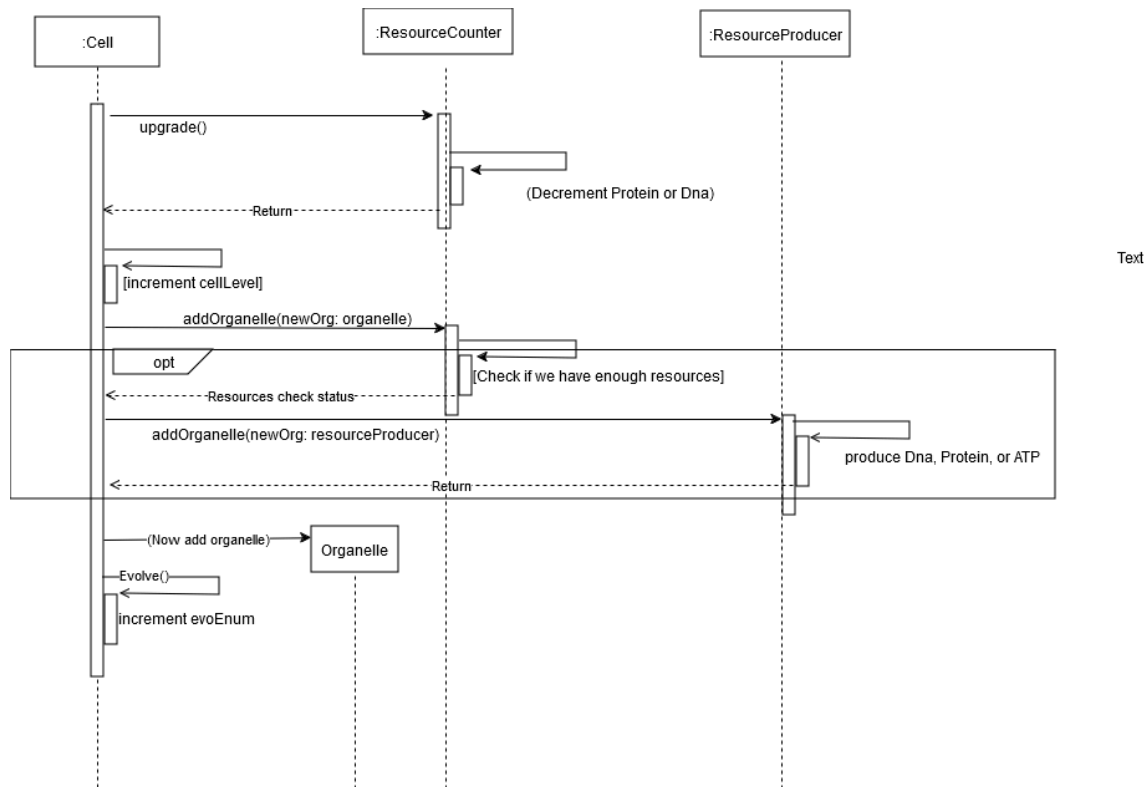 :Cell
:ResourceCounter
:ResourceProducer
upgrade()
(Decrement Protein or Dna)
Return
Text
[increment cellLevel]
addOrganelle(newOrg: organelle)
opt
[Check if we have enough resources]
Resources check status
addOrganelle(newOrg: resourceProducer)
produce Dna, Protein, or ATP
Return
(Now add organelle)
Organelle
Evolve()
increment evoEnum